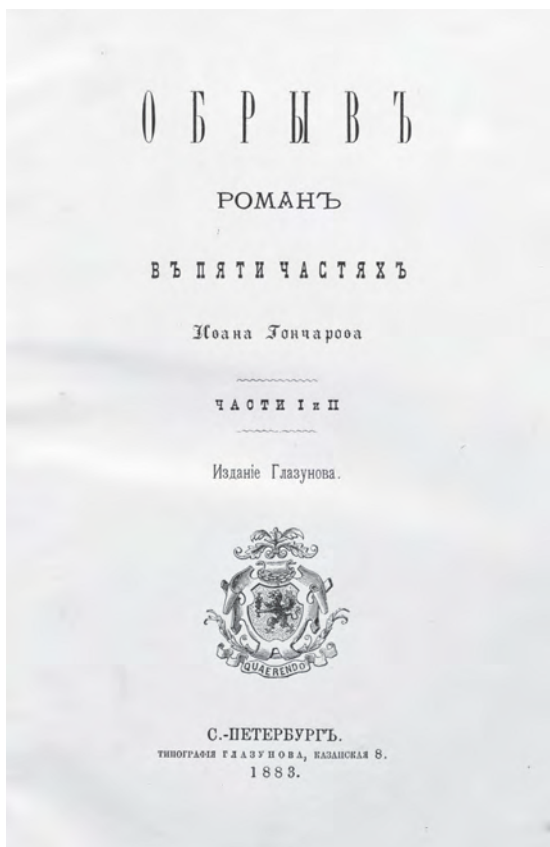 ОБРЫВЪ
РОМАНЪ
ВЪ ПЯТИ ЧАСТЯХЪ
Ивана Гончарова
ЧАСТИ I и II
Изданіе Глазунова.
QUAERENDO
С.-ПЕТЕРБУРГЪ.
ТИПОГРАФІЯ ГЛАЗУНОВА, КАЗАНСКАЯ 8.
1883.